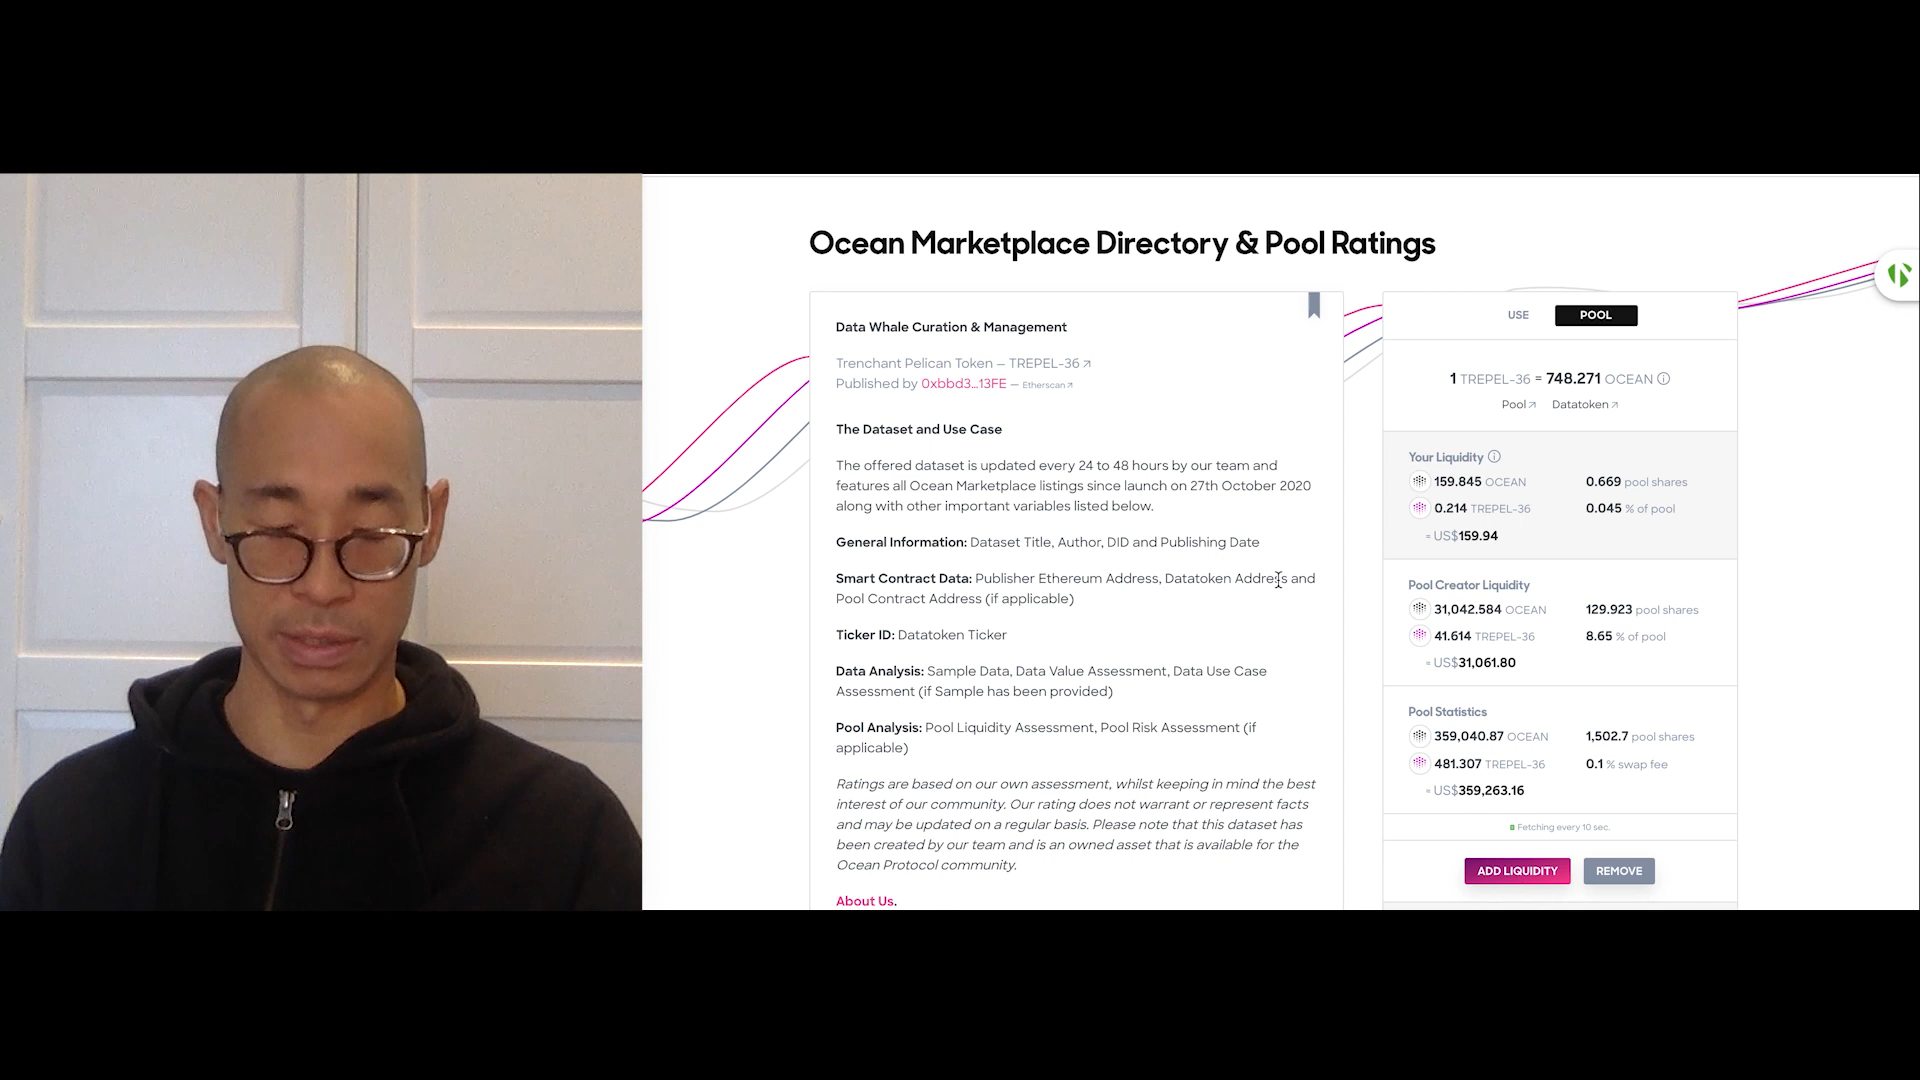 Ocean Marketplace Directory & Pool Ratings
Data Whale Curation & Management
Trenchant Pelican Token — TREPEL-36 ↗
Published by 0xbbd3…13FE — Etherscan ↗
The Dataset and Use Case
The offered dataset is updated every 24 to 48 hours by our team and
features all Ocean Marketplace listings since launch on 27th October 2020
along with other important variables listed below.
General Information: Dataset Title, Author, DID and Publishing Date
Smart Contract Data: Publisher Ethereum Address, Datatoken Address and
Pool Contract Address (if applicable)
Ticker ID: Datatoken Ticker
Data Analysis: Sample Data, Data Value Assessment, Data Use Case
Assessment (if Sample has been provided)
Pool Analysis: Pool Liquidity Assessment, Pool Risk Assessment (if
applicable)
Ratings are based on our own assessment, whilst keeping in mind the best
interest of our community. Our rating does not warrant or represent facts
and may be updated on a regular basis. Please note that this dataset has
been created by our team and is an owned asset that is available for the
Ocean Protocol community.
About Us.
USE POOL
1 TREPEL-36 = 748.271 OCEAN
Pool ↗ Datatoken ↗
Your Liquidity
159.845 OCEAN 0.669 pool shares
0.214 TREPEL-36 0.045 % of pool
= US$159.94
Pool Creator Liquidity
31,042.584 OCEAN 129.923 pool shares
41.614 TREPEL-36 8.65 % of pool
= US$31,061.80
Pool Statistics
359,040.87 OCEAN 1,502.7 pool shares
481.307 TREPEL-36 0.1 % swap fee
= US$359,263.16
Fetching every 10 sec.
ADD LIQUIDITY REMOVE